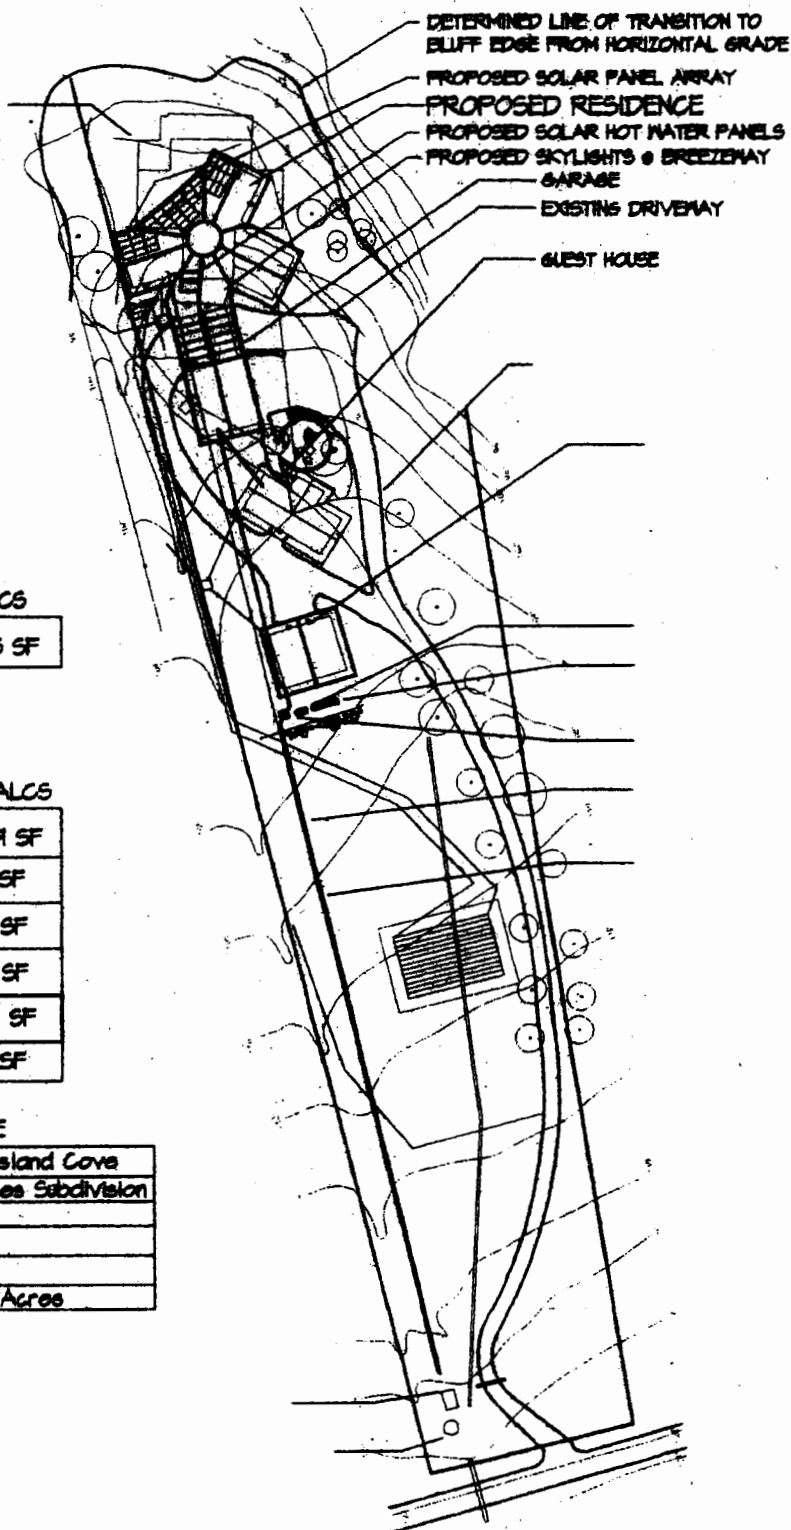 DETERMINED LINE OF TRANSITION TO
BLUFF EDGE FROM HORIZONTAL GRADE
PROPOSED SOLAR PANEL ARRAY
PROPOSED RESIDENCE
PROPOSED SOLAR HOT WATER PANELS
PROPOSED SKYLIGHTS @ BREEZEWAY
GARAGE
EXISTING DRIVEWAY
GUEST HOUSE
CS
SF
ALCS
SF
SF
SF
SF
SF
SF
E
sland Cove
es Subdivision
Acres